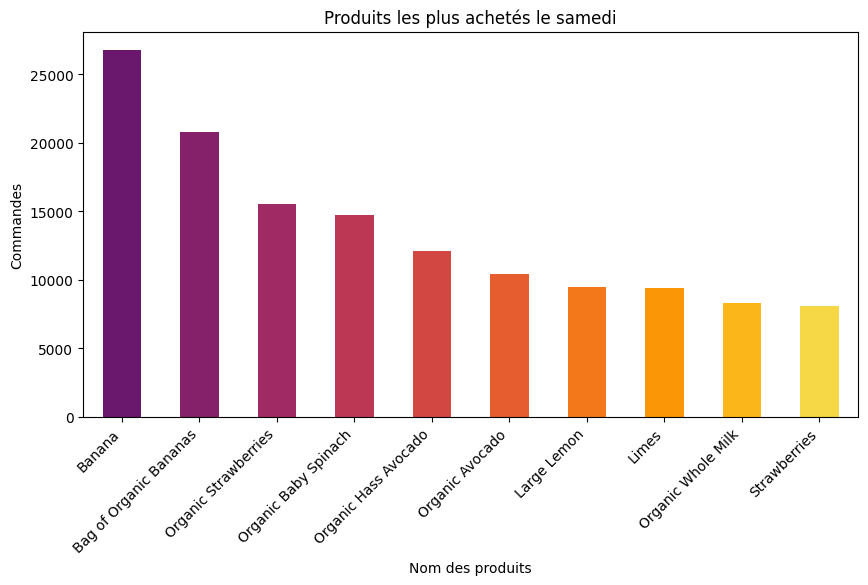 Produits les plus achetés le samedi
Commandes
25000
20000
15000
10000
5000
0
Banana
Bag of Organic Bananas
Organic Strawberries
Organic Baby Spinach
Organic Hass Avocado
Organic Avocado
Large Lemon
Limes
Organic Whole Milk
Strawberries
Nom des produits